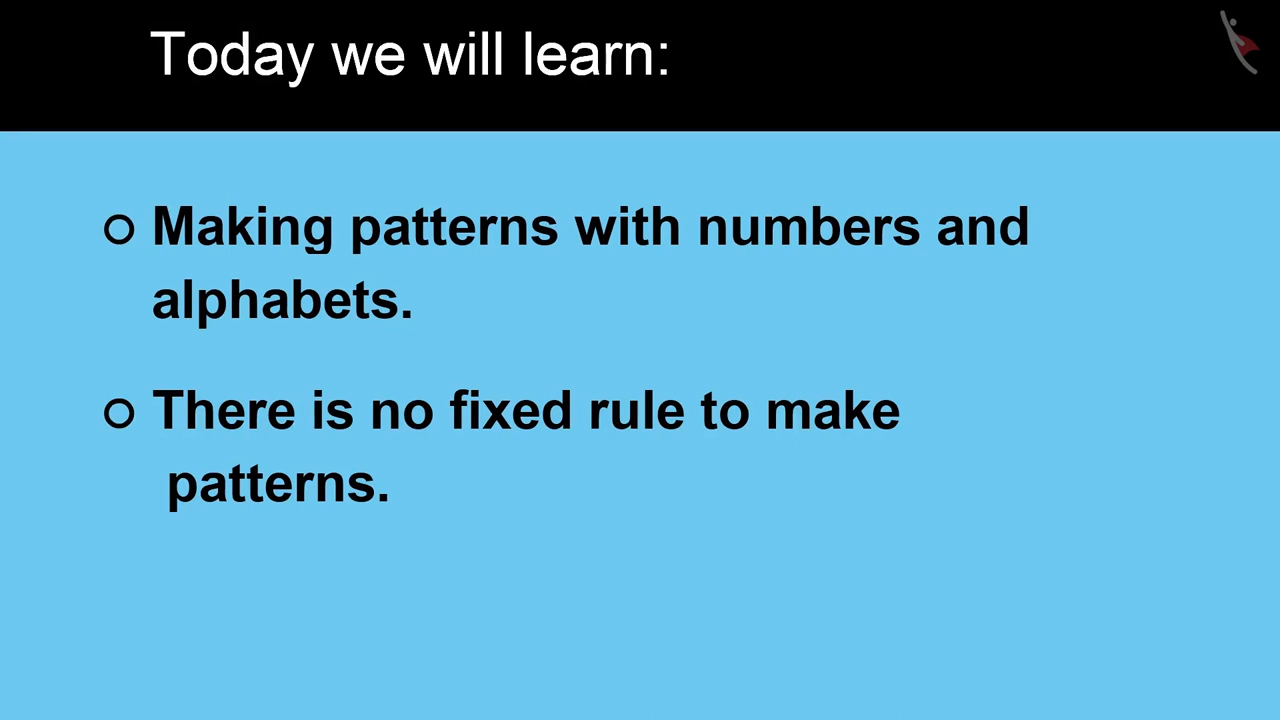 Today we will learn:
Making patterns with numbers and
alphabets.
There is no fixed rule to make
patterns.